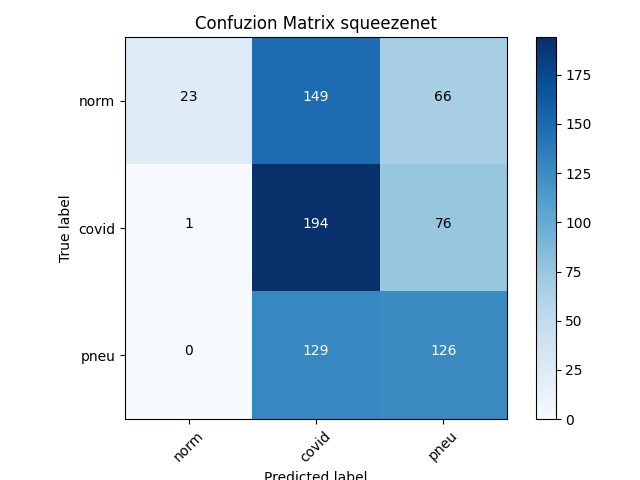 Confuzion Matrix squeezenet
norm 23 149 66
covid 1 194 76
pneu 0 129 126
norm covid pneu
True label
Predicted label
175
150
125
100
75
50
25
0